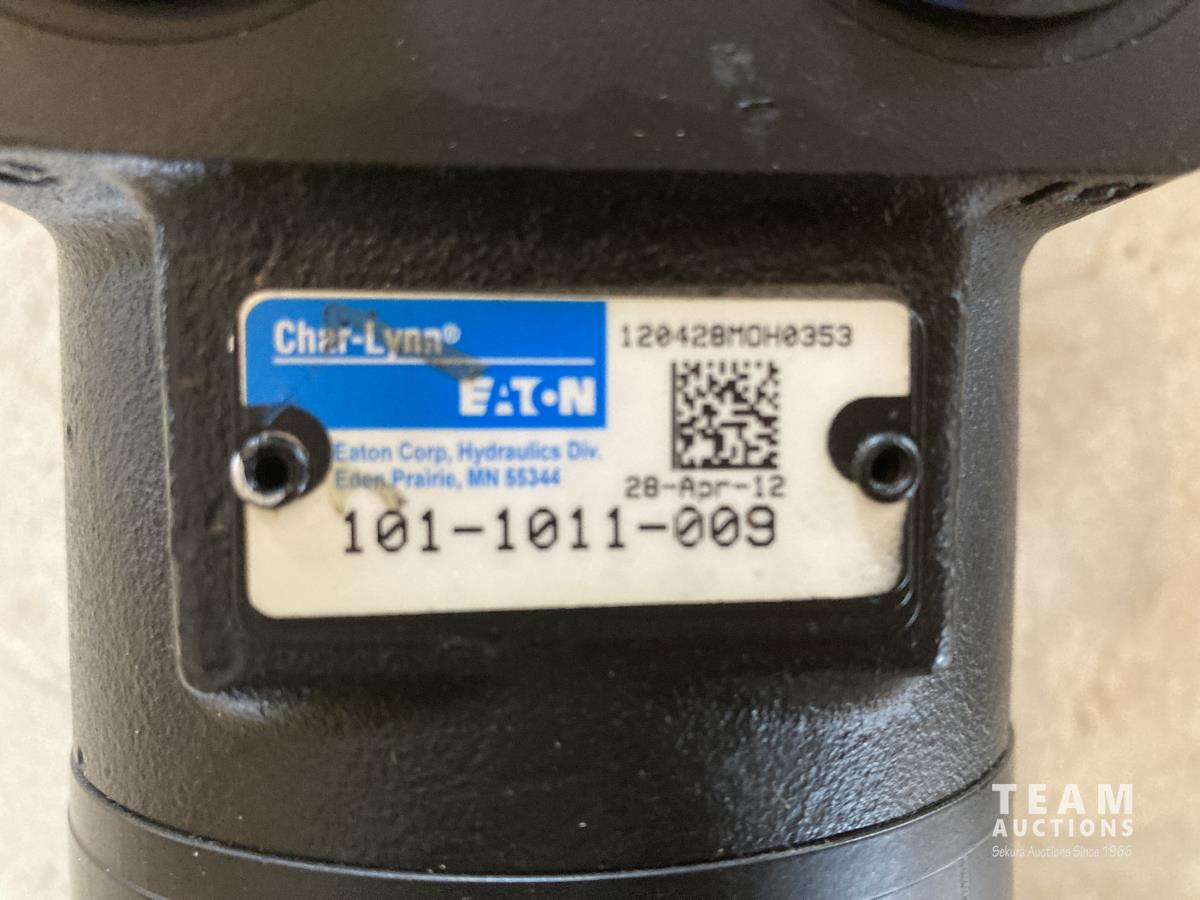 Char-Lynn®
EATON
120428MOH0353
Eaton Corp, Hydraulics Div.
Eden Prairie, MN 55344
28-Apr-12
101-1011-009
TEAM
AUCTIONS
Sekura Auctions Since 1966